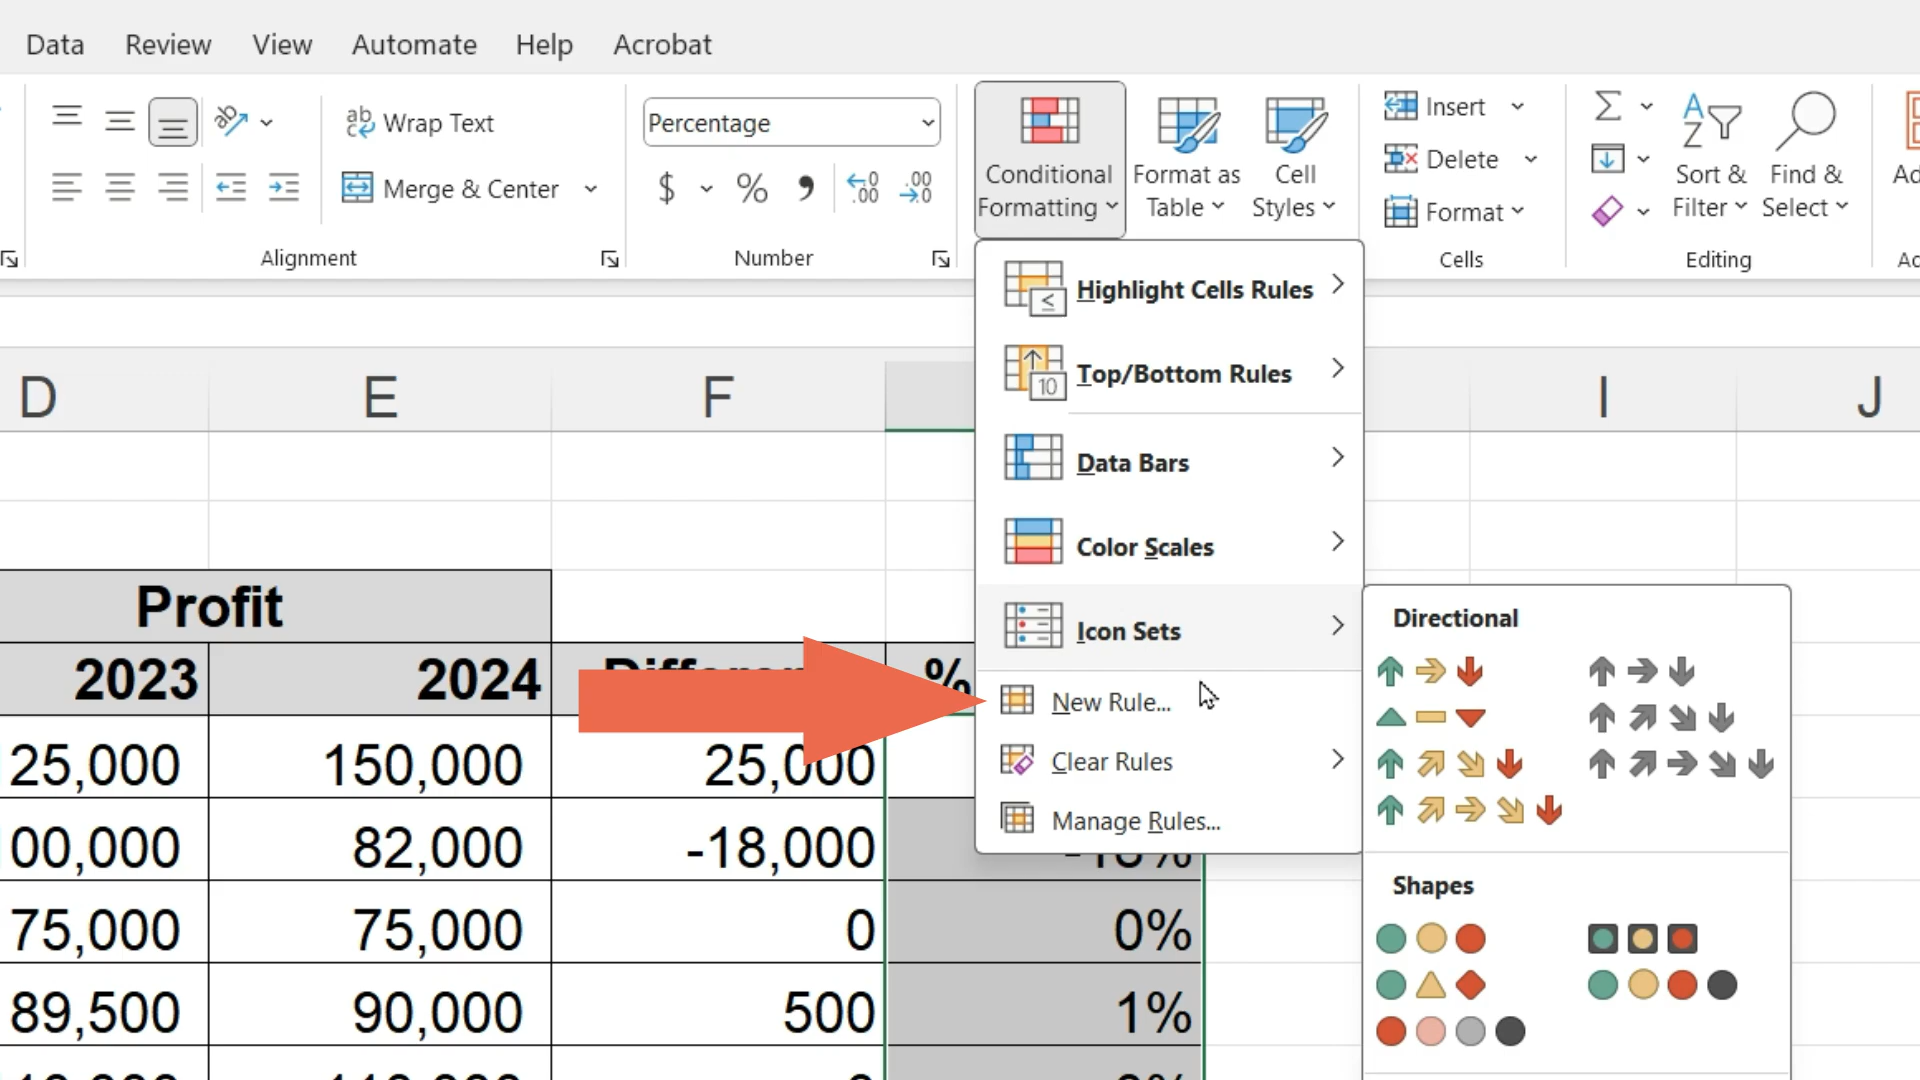 Data Review View Automate Help Acrobat
Wrap Text
Percentage
Merge & Center
$ % ,
Conditional
Formatting
Format as
Table
Cell
Styles
Insert
Delete
Format
Sort &
Filter
Find &
Select
Alignment
Number
Cells
Editing
Highlight Cells Rules
Top/Bottom Rules
Data Bars
Color Scales
Icon Sets
New Rule...
Clear Rules
Manage Rules...
Directional
Shapes
D E F I J
Profit
2023 2024 %
25,000 150,000 25,000
00,000 82,000 -18,000
75,000 75,000 0 0%
89,500 90,000 500 1%